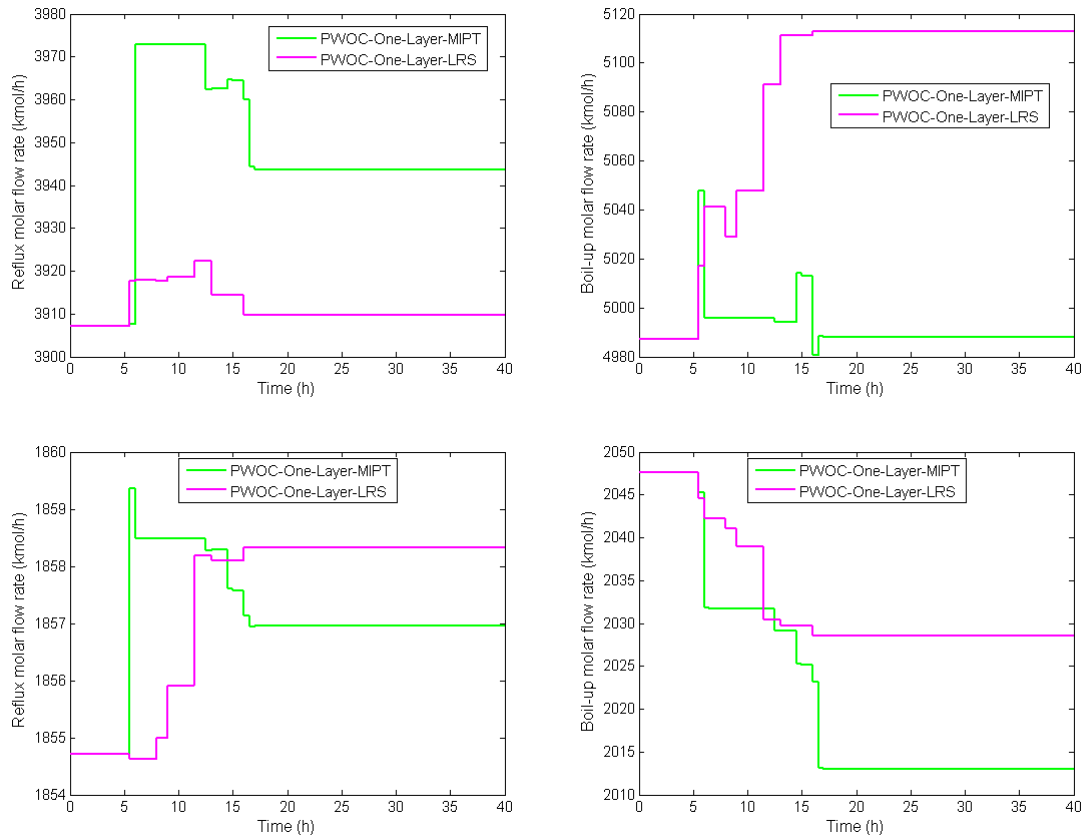 3980
3970
3960
3950
3940
3930
3920
3910
3900
Reflux molar flow rate (kmol/h)
PWOC-One-Layer-MIPT
PWOC-One-Layer-LRS
0 5 10 15 20 25 30 35 40
Time (h)
5120
5100
5080
5060
5040
5020
5000
4980
Boil-up molar flow rate (kmol/h)
PWOC-One-Layer-MIPT
PWOC-One-Layer-LRS
0 5 10 15 20 25 30 35 40
Time (h)
1860
1859
1858
1857
1856
1855
1854
Reflux molar flow rate (kmol/h)
PWOC-One-Layer-MIPT
PWOC-One-Layer-LRS
0 5 10 15 20 25 30 35 40
Time (h)
2050
2045
2040
2035
2030
2025
2020
2015
2010
Boil-up molar flow rate (kmol/h)
PWOC-One-Layer-MIPT
PWOC-One-Layer-LRS
0 5 10 15 20 25 30 35 40
Time (h)